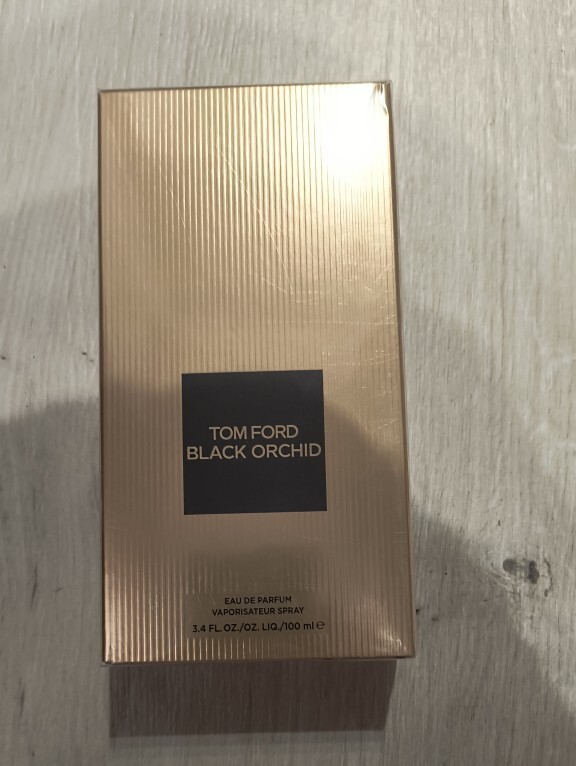 TOM FORD
BLACK ORCHID
EAU DE PARFUM
VAPORISATEUR SPRAY
3.4 FL. OZ./OZ. LIQ./100 ml ℮